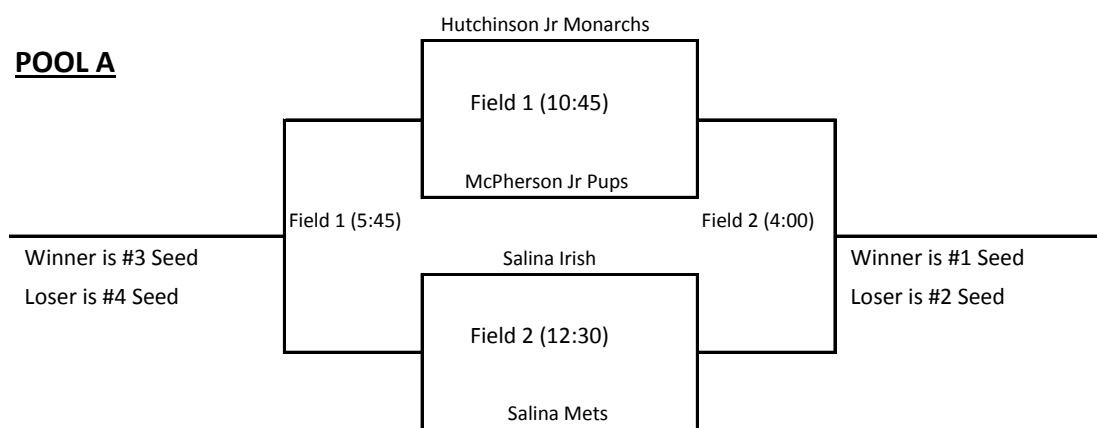 Hutchinson Jr Monarchs
POOL A
Field 1 (10:45)
McPherson Jr Pups
Field 1 (5:45)
Field 2 (4:00)
Winner is #3 Seed
Salina Irish
Winner is #1 Seed
Loser is #4 Seed
Loser is #2 Seed
Field 2 (12:30)
Salina Mets